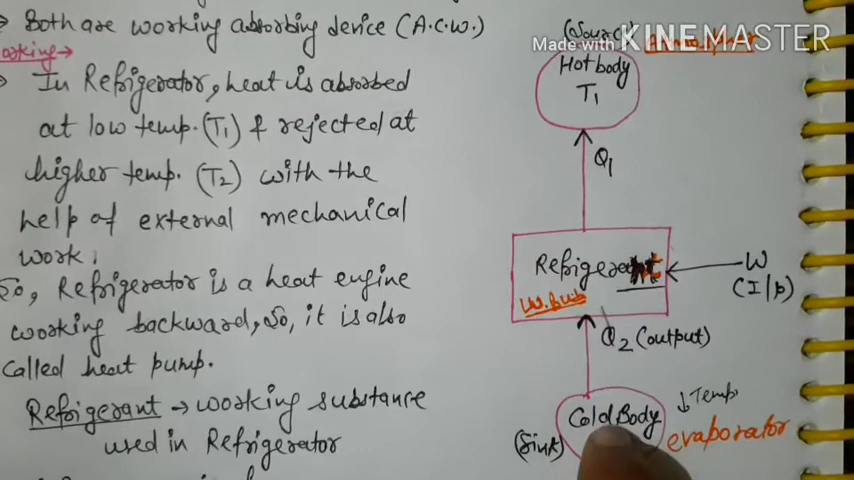 → Both are working absorbing device (A.C.W.)
orking →
→ In Refrigerator, heat is absorbed
at low temp. (T1) & rejected at
higher temp. (T2) with the
help of external mechanical
work.
So, Refrigerator is a heat engine
working backward, So, it is also
called heat pump.
Refrigerant → working substance
used in Refrigerator
(Source)
Made with KINEMASTER
Hot body
T1
Q1
Refrigerant
W.Sub
W
(I/p)
Q2 (output)
Cold Body
↓Temp.
(Sink)
evaporator